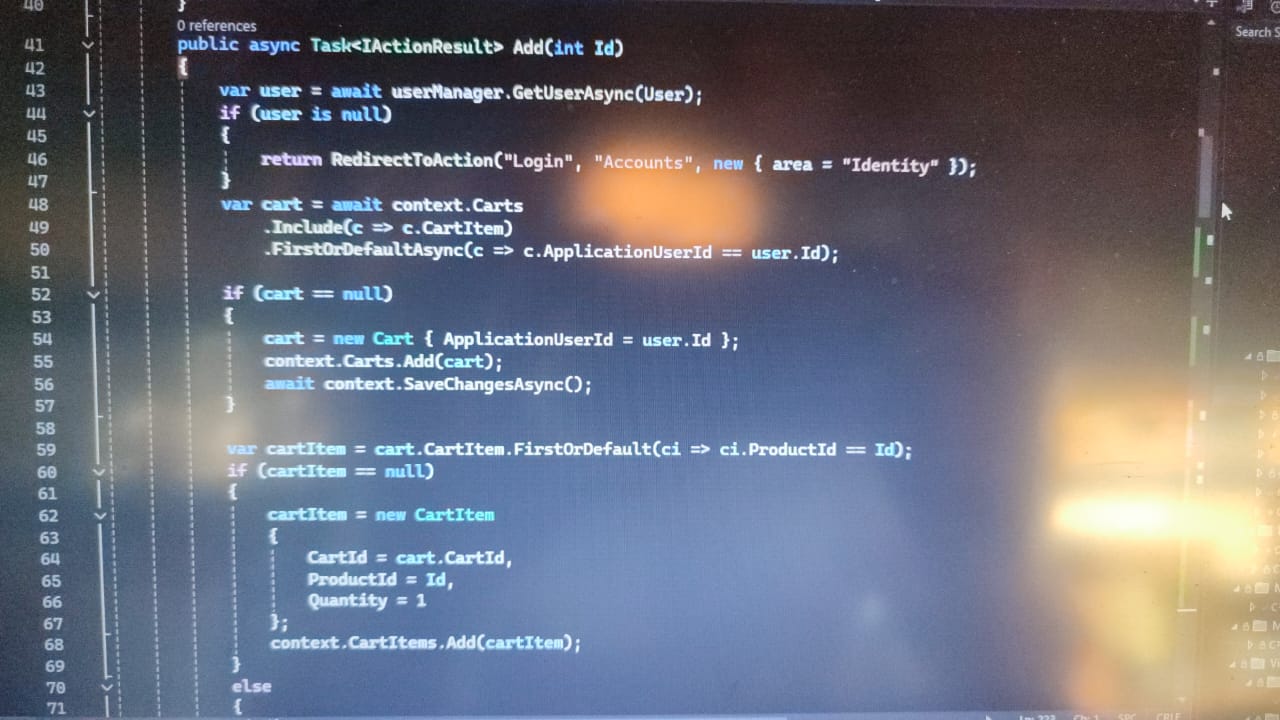 40 }
0 references
41 public async Task<IActionResult> Add(int Id)
42 {
43 var user = await userManager.GetUserAsync(User);
44 if (user is null)
45 {
46 return RedirectToAction("Login", "Accounts", new { area = "Identity" });
47 }
48 var cart = await context.Carts
49 .Include(c => c.CartItem)
50 .FirstOrDefaultAsync(c => c.ApplicationUserId == user.Id);
51
52 if (cart == null)
53 {
54 cart = new Cart { ApplicationUserId = user.Id };
55 context.Carts.Add(cart);
56 await context.SaveChangesAsync();
57 }
58
59 var cartItem = cart.CartItem.FirstOrDefault(ci => ci.ProductId == Id);
60 if (cartItem == null)
61 {
62 cartItem = new CartItem
63 {
64 CartId = cart.CartId,
65 ProductId = Id,
66 Quantity = 1
67 };
68 context.CartItems.Add(cartItem);
69 }
70 else
71 {
Search S